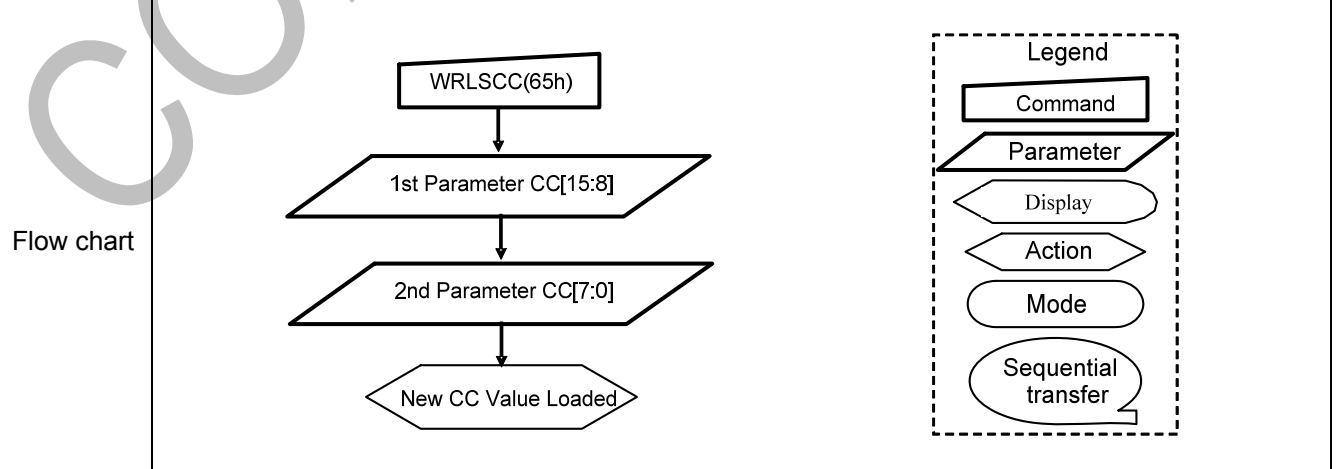 Flow chart
WRLSCC(65h)
1st Parameter CC[15:8]
2nd Parameter CC[7:0]
New CC Value Loaded
Legend
Command
Parameter
Display
Action
Mode
Sequential
transfer